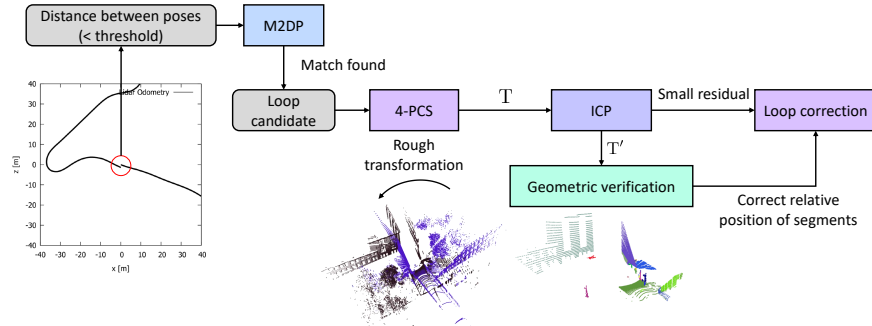 Distance between poses
(< threshold)
M2DP
Match found
Loop
candidate
4-PCS
T
ICP
Small residual
Loop correction
Rough
transformation
T′
Geometric verification
Correct relative
position of segments
Lidar Odometry
z [m]
40
30
20
10
0
-10
-20
-30
-40
-40 -30 -20 -10 0 10 20 30 40
x [m]